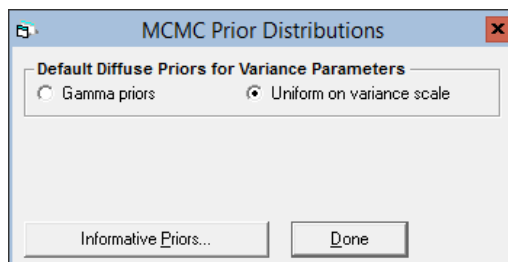 MCMC Prior Distributions
Default Diffuse Priors for Variance Parameters
Gamma priors Uniform on variance scale
Informative Priors... Done